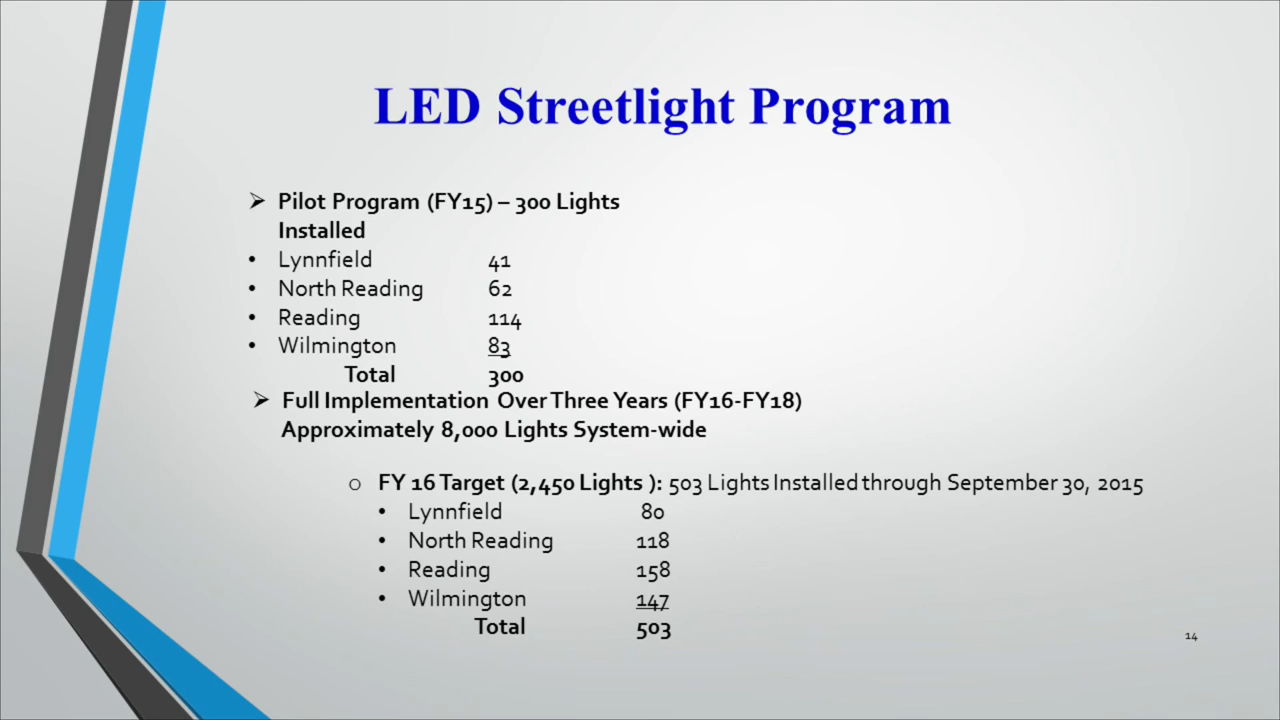 LED Streetlight Program
➢ Pilot Program (FY15) – 300 Lights
Installed
• Lynnfield 41
• North Reading 62
• Reading 114
• Wilmington 83
Total 300
➢ Full Implementation Over Three Years (FY16-FY18)
Approximately 8,000 Lights System-wide
o FY 16 Target (2,450 Lights ): 503 Lights Installed through September 30, 2015
• Lynnfield 80
• North Reading 118
• Reading 158
• Wilmington 147
Total 503
14